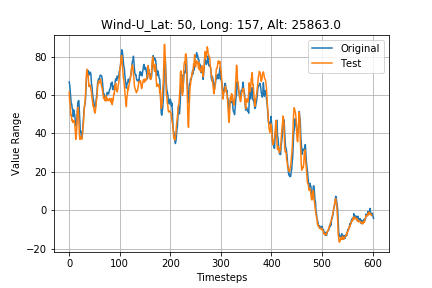 Wind-U_Lat: 50, Long: 157, Alt: 25863.0
Original
Test
80
60
40
20
0
−20
Value Range
0 100 200 300 400 500 600
Timesteps